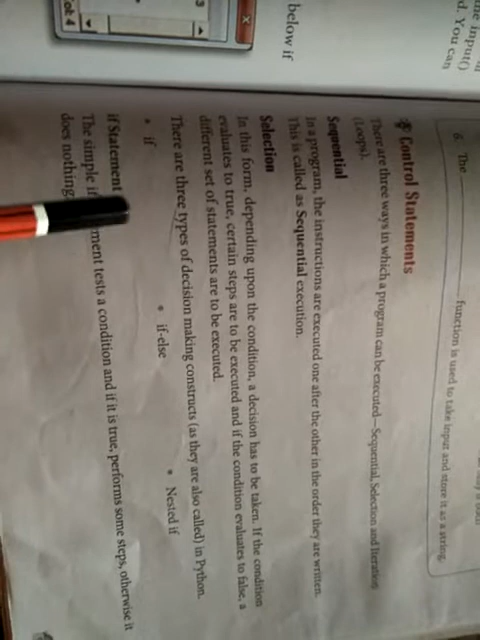 he input()
d. You can
below if
ok 4
6. The ____________ function is used to take input and store it as a string.
Control Statements
There are three ways in which a program can be executed—Sequential, Selection and Iteration
(Loops).
Sequential
In a program, the instructions are executed one after the other in the order they are written.
This is called as Sequential execution.
Selection
In this form, depending upon the condition, a decision has to be taken. If the condition
evaluates to true, certain steps are to be executed and if the condition evaluates to false, a
different set of statements are to be executed.
There are three types of decision making constructs (as they are also called) in Python.
• if • if-else • Nested if
if Statement
The simple if ment tests a condition and if it is true, performs some steps, otherwise it
does nothing